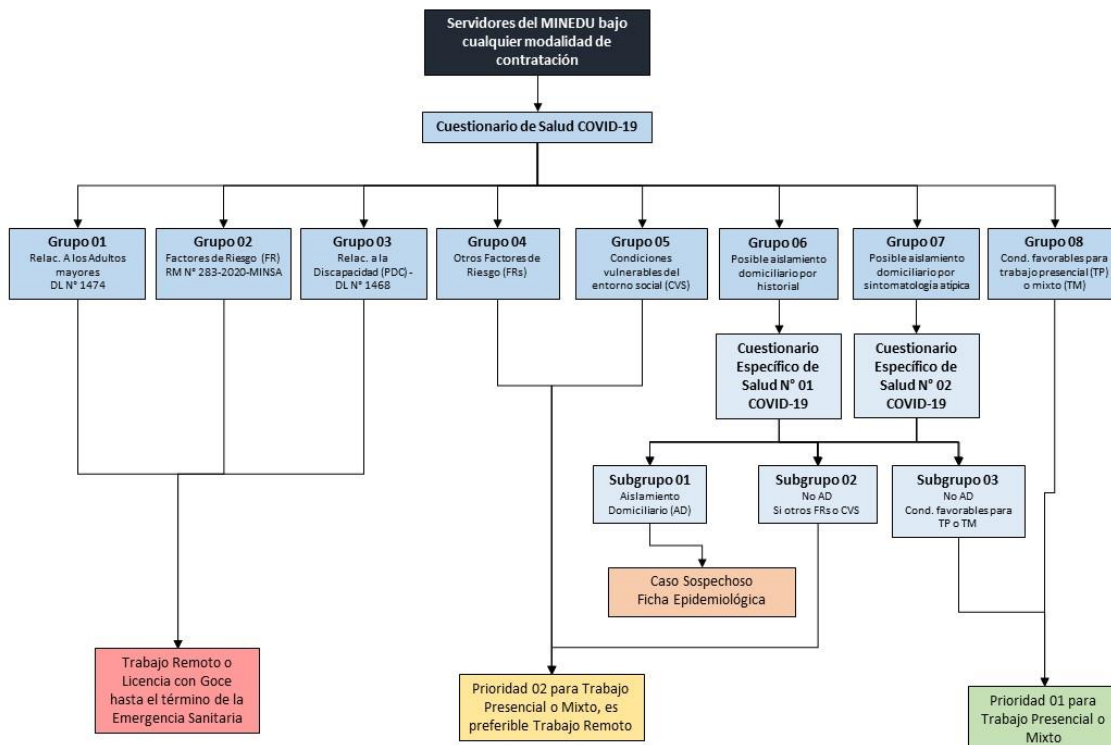 Servidores del MINEDU bajo
cualquier modalidad de
contratación
Cuestionario de Salud COVID-19
Grupo 01
Relac. A los Adultos
mayores
DL N° 1474
Grupo 02
Factores de Riesgo (FR)
RM N° 283-2020-MINSA
Grupo 03
Relac. a la
Discapacidad (PDC) -
DL N° 1468
Grupo 04
Otros Factores de
Riesgo (FRs)
Grupo 05
Condiciones
vulnerables del
entorno social (CVS)
Grupo 06
Posible aislamiento
domiciliario por
historial
Grupo 07
Posible aislamiento
domiciliario por
sintomatología atípica
Grupo 08
Cond. favorables para
trabajo presencial (TP)
o mixto (TM)
Cuestionario
Específico de
Salud N° 01
COVID-19
Cuestionario
Específico de
Salud N° 02
COVID-19
Subgrupo 01
Aislamiento
Domiciliario (AD)
Subgrupo 02
No AD
Si otros FRs o CVS
Subgrupo 03
No AD
Cond. favorables para
TP o TM
Caso Sospechoso
Ficha Epidemiológica
Trabajo Remoto o
Licencia con Goce
hasta el término de la
Emergencia Sanitaria
Prioridad 02 para Trabajo
Presencial o Mixto, es
preferible Trabajo Remoto
Prioridad 01 para
Trabajo Presencial o
Mixto